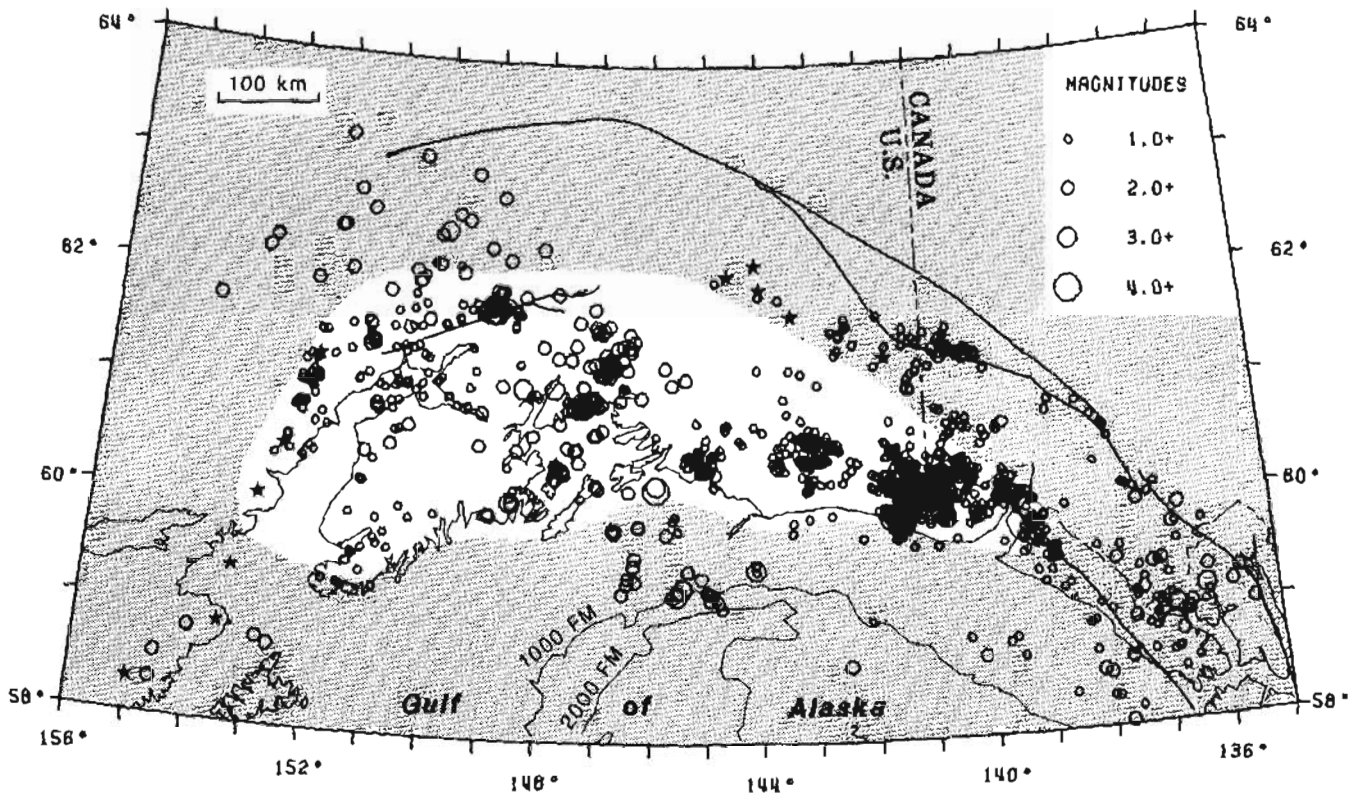 64°
64°
100 km
MAGNITUDES
1.0+
2.0+
3.0+
4.0+
CANADA
U.S.
62°
62°
60°
60°
1000 FM
2000 FM
Gulf of Alaska
58°
58°
156°
152°
148°
144°
140°
136°